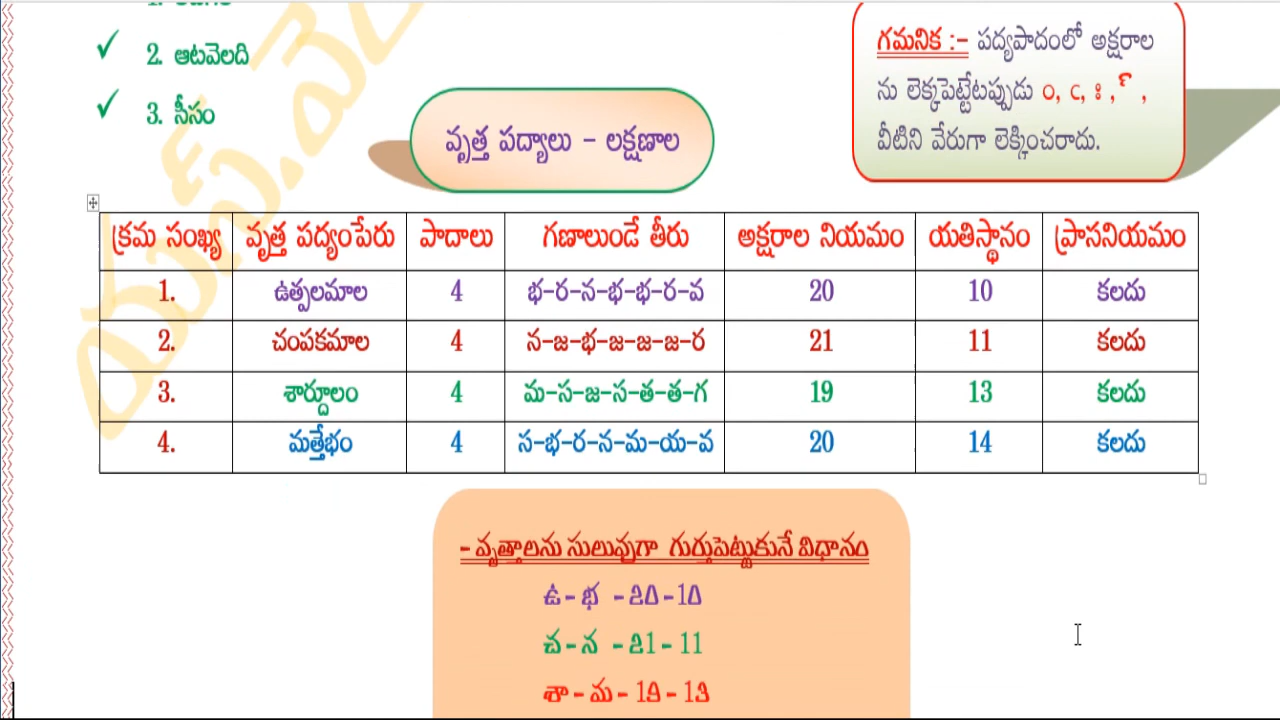 2. ఆటవెలది
3. సీసం
గమనిక :- పద్యపాదంలో అక్షరాల
ను లెక్కపెట్టేటప్పుడు ం, ఁ, ః , ్ ,
వీటిని వేరుగా లెక్కించరాదు.
వృత్త పద్యాలు - లక్షణాల
క్రమ సంఖ్య వృత్త పద్యంపేరు పాదాలు గణాలుండే తీరు అక్షరాల నియమం యతిస్థానం ప్రాసనియమం
1. ఉత్పలమాల 4 భ-ర-న-భ-భ-ర-వ 20 10 కలదు
2. చంపకమాల 4 న-జ-భ-జ-జ-జ-ర 21 11 కలదు
3. శార్దూలం 4 మ-స-జ-స-త-త-గ 19 13 కలదు
4. మత్తేభం 4 స-భ-ర-న-మ-య-వ 20 14 కలదు
- వృత్తాలను సులువుగా గుర్తుపెట్టుకునే విధానం
ఉ - భ - 20 - 10
చ - న - 21 - 11
శా - మ - 19 - 13